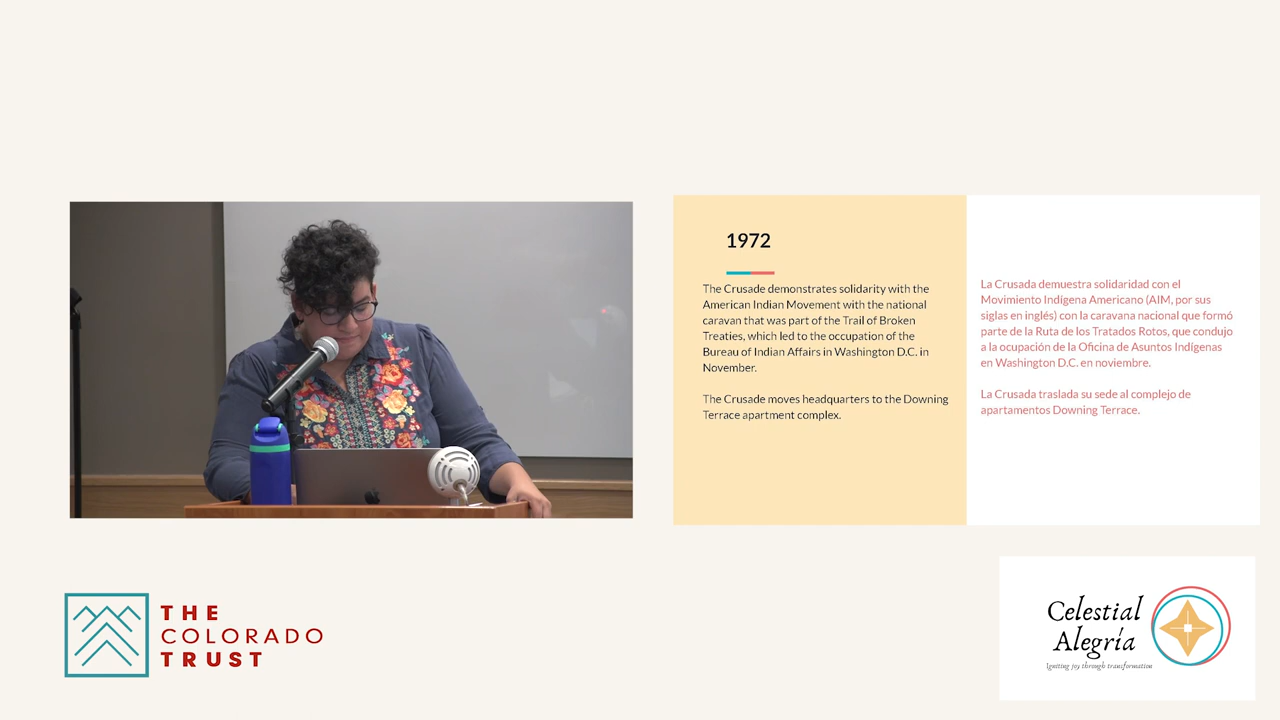 1972
The Crusade demonstrates solidarity with the
American Indian Movement with the national
caravan that was part of the Trail of Broken
Treaties, which led to the occupation of the
Bureau of Indian Affairs in Washington D.C. in
November.
The Crusade moves headquarters to the Downing
Terrace apartment complex.
La Crusada demuestra solidaridad con el
Movimiento Indígena Americano (AIM, por sus
siglas en inglés) con la caravana nacional que formó
parte de la Ruta de los Tratados Rotos, que condujo
a la ocupación de la Oficina de Asuntos Indígenas
en Washington D.C. en noviembre.
La Crusada traslada su sede al complejo de
apartamentos Downing Terrace.
THE
COLORADO
TRUST
Celestial
Alegría
Igniting joy through transformation